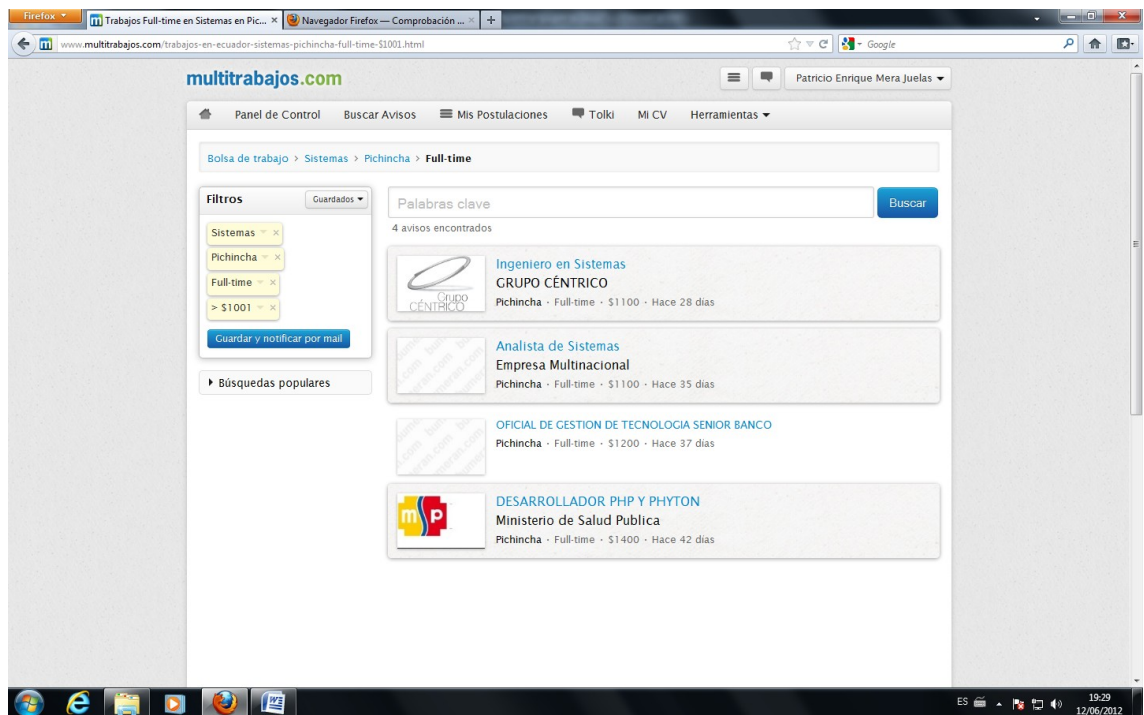 Firefox
Trabajos Full-time en Sistemas en Pic...
Navegador Firefox — Comprobación ...
www.multitrabajos.com/trabajos-en-ecuador-sistemas-pichincha-full-time-$1001.html
Google
multitrabajos.com
Patricio Enrique Mera Juelas
Panel de Control Buscar Avisos Mis Postulaciones Tolki Mi CV Herramientas
Bolsa de trabajo > Sistemas > Pichincha > Full-time
Filtros
Guardados
Sistemas
Pichincha
Full-time
> $1001
Guardar y notificar por mail
Búsquedas populares
Palabras clave
Buscar
4 avisos encontrados
Grupo
CÉNTRICO
Ingeniero en Sistemas
GRUPO CÉNTRICO
Pichincha · Full-time · $1100 · Hace 28 días
Analista de Sistemas
Empresa Multinacional
Pichincha · Full-time · $1100 · Hace 35 días
OFICIAL DE GESTION DE TECNOLOGIA SENIOR BANCO
Pichincha · Full-time · $1200 · Hace 37 días
msp
DESARROLLADOR PHP Y PHYTON
Ministerio de Salud Publica
Pichincha · Full-time · $1400 · Hace 42 días
ES
19:29
12/06/2012